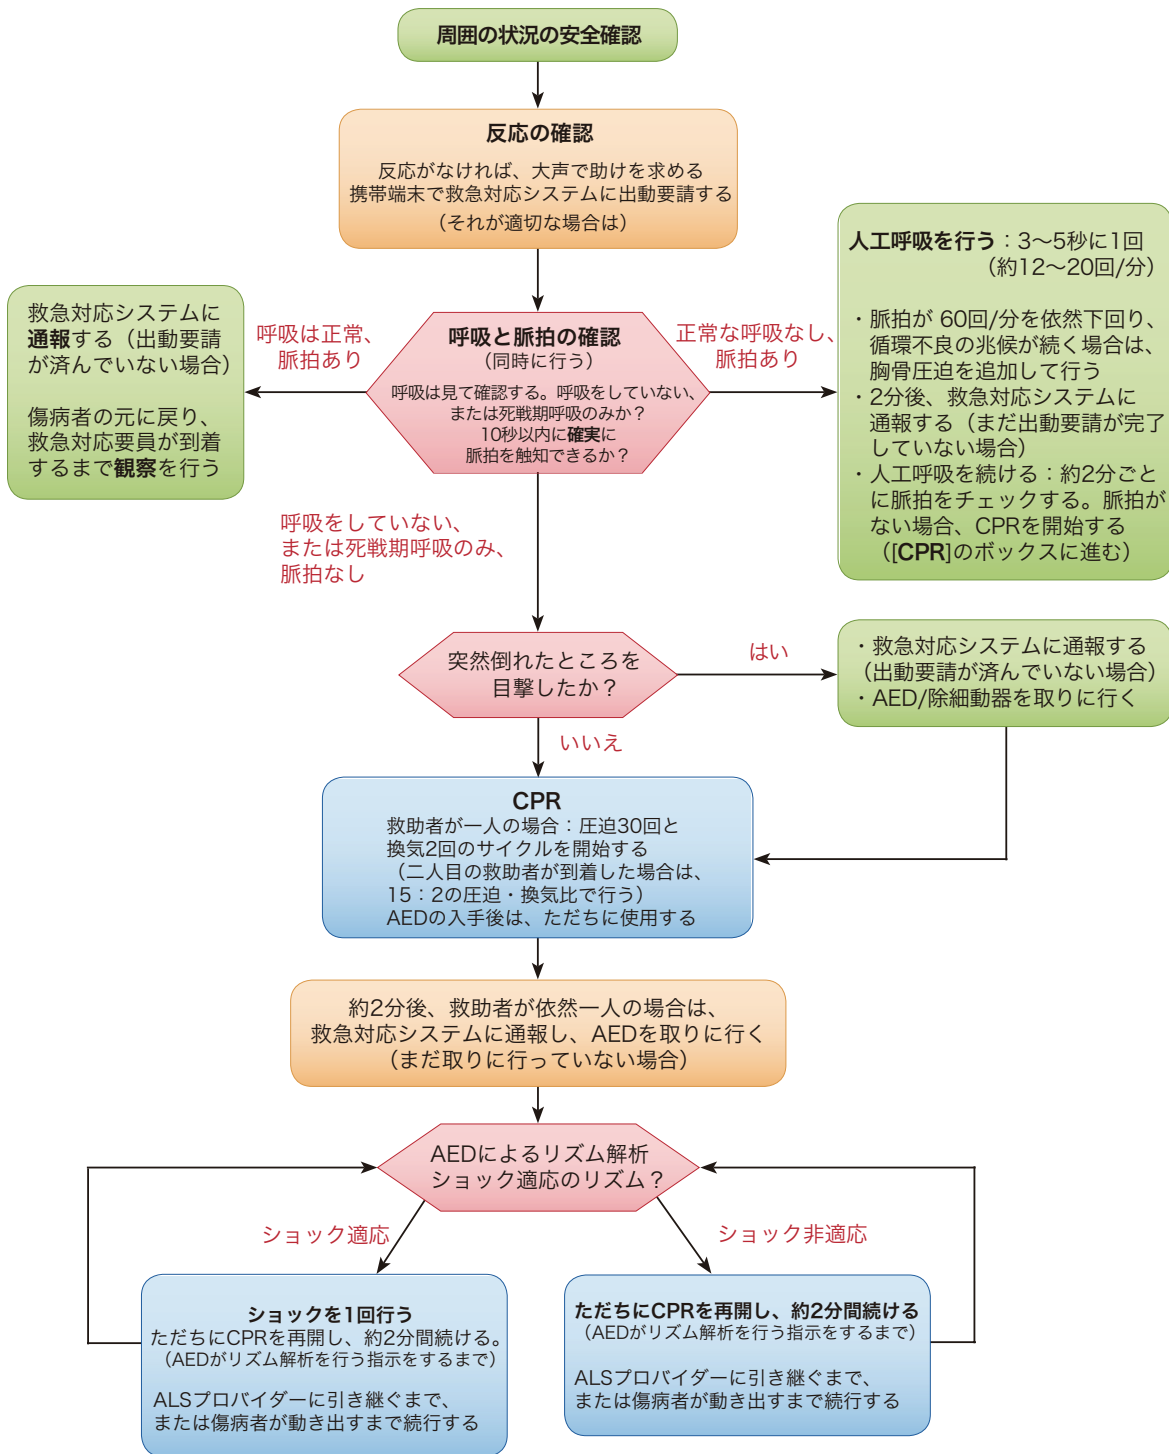 周囲の状況の安全確認
反応の確認
反応がなければ、大声で助けを求める
携帯端末で救急対応システムに出動要請する
（それが適切な場合は）
呼吸と脈拍の確認
（同時に行う）
呼吸は見て確認する。呼吸をしていない、
または死戦期呼吸のみか？
10秒以内に確実に
脈拍を触知できるか？
呼吸は正常、
脈拍あり
救急対応システムに
通報する（出動要請
が済んでいない場合）
傷病者の元に戻り、
救急対応要員が到着
するまで観察を行う
正常な呼吸なし、
脈拍あり
人工呼吸を行う：3〜5秒に1回
（約12〜20回/分）
・脈拍が 60回/分を依然下回り、
循環不良の兆候が続く場合は、
胸骨圧迫を追加して行う
・2分後、救急対応システムに
通報する（まだ出動要請が完了
していない場合）
・人工呼吸を続ける：約2分ごと
に脈拍をチェックする。脈拍が
ない場合、CPRを開始する
（[CPR]のボックスに進む）
呼吸をしていない、
または死戦期呼吸のみ、
脈拍なし
突然倒れたところを
目撃したか？
はい
・救急対応システムに通報する
（出動要請が済んでいない場合）
・AED/除細動器を取りに行く
いいえ
CPR
救助者が一人の場合：圧迫30回と
換気2回のサイクルを開始する
（二人目の救助者が到着した場合は、
15：2の圧迫・換気比で行う）
AEDの入手後は、ただちに使用する
約2分後、救助者が依然一人の場合は、
救急対応システムに通報し、AEDを取りに行く
（まだ取りに行っていない場合）
AEDによるリズム解析
ショック適応のリズム？
ショック適応
ショック非適応
ショックを1回行う
ただちにCPRを再開し、約2分間続ける。
（AEDがリズム解析を行う指示をするまで）
ALSプロバイダーに引き継ぐまで、
または傷病者が動き出すまで続行する
ただちにCPRを再開し、約2分間続ける
（AEDがリズム解析を行う指示をするまで）
ALSプロバイダーに引き継ぐまで、
または傷病者が動き出すまで続行する